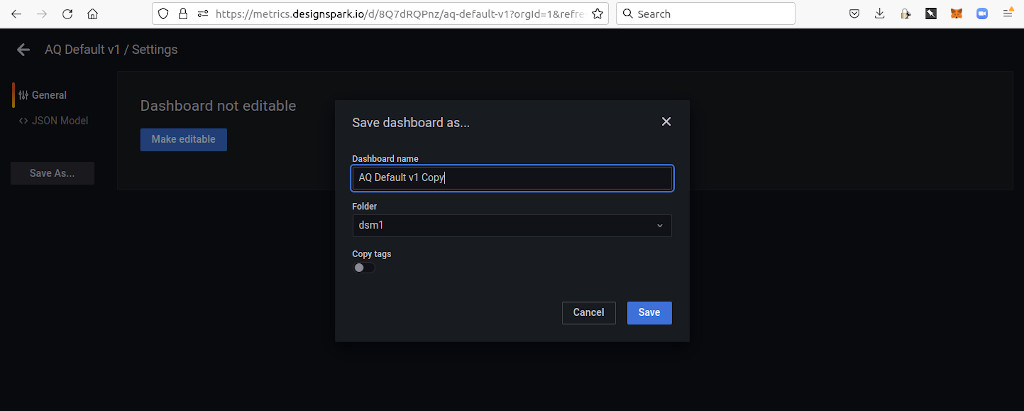 https://metrics.designspark.io/d/8Q7dRQPnz/aq-default-v1?orgId=1&refre
Search
AQ Default v1 / Settings
General
JSON Model
Save As...
Dashboard not editable
Make editable
Save dashboard as...
Dashboard name
AQ Default v1 Copy
Folder
dsm1
Copy tags
Cancel
Save